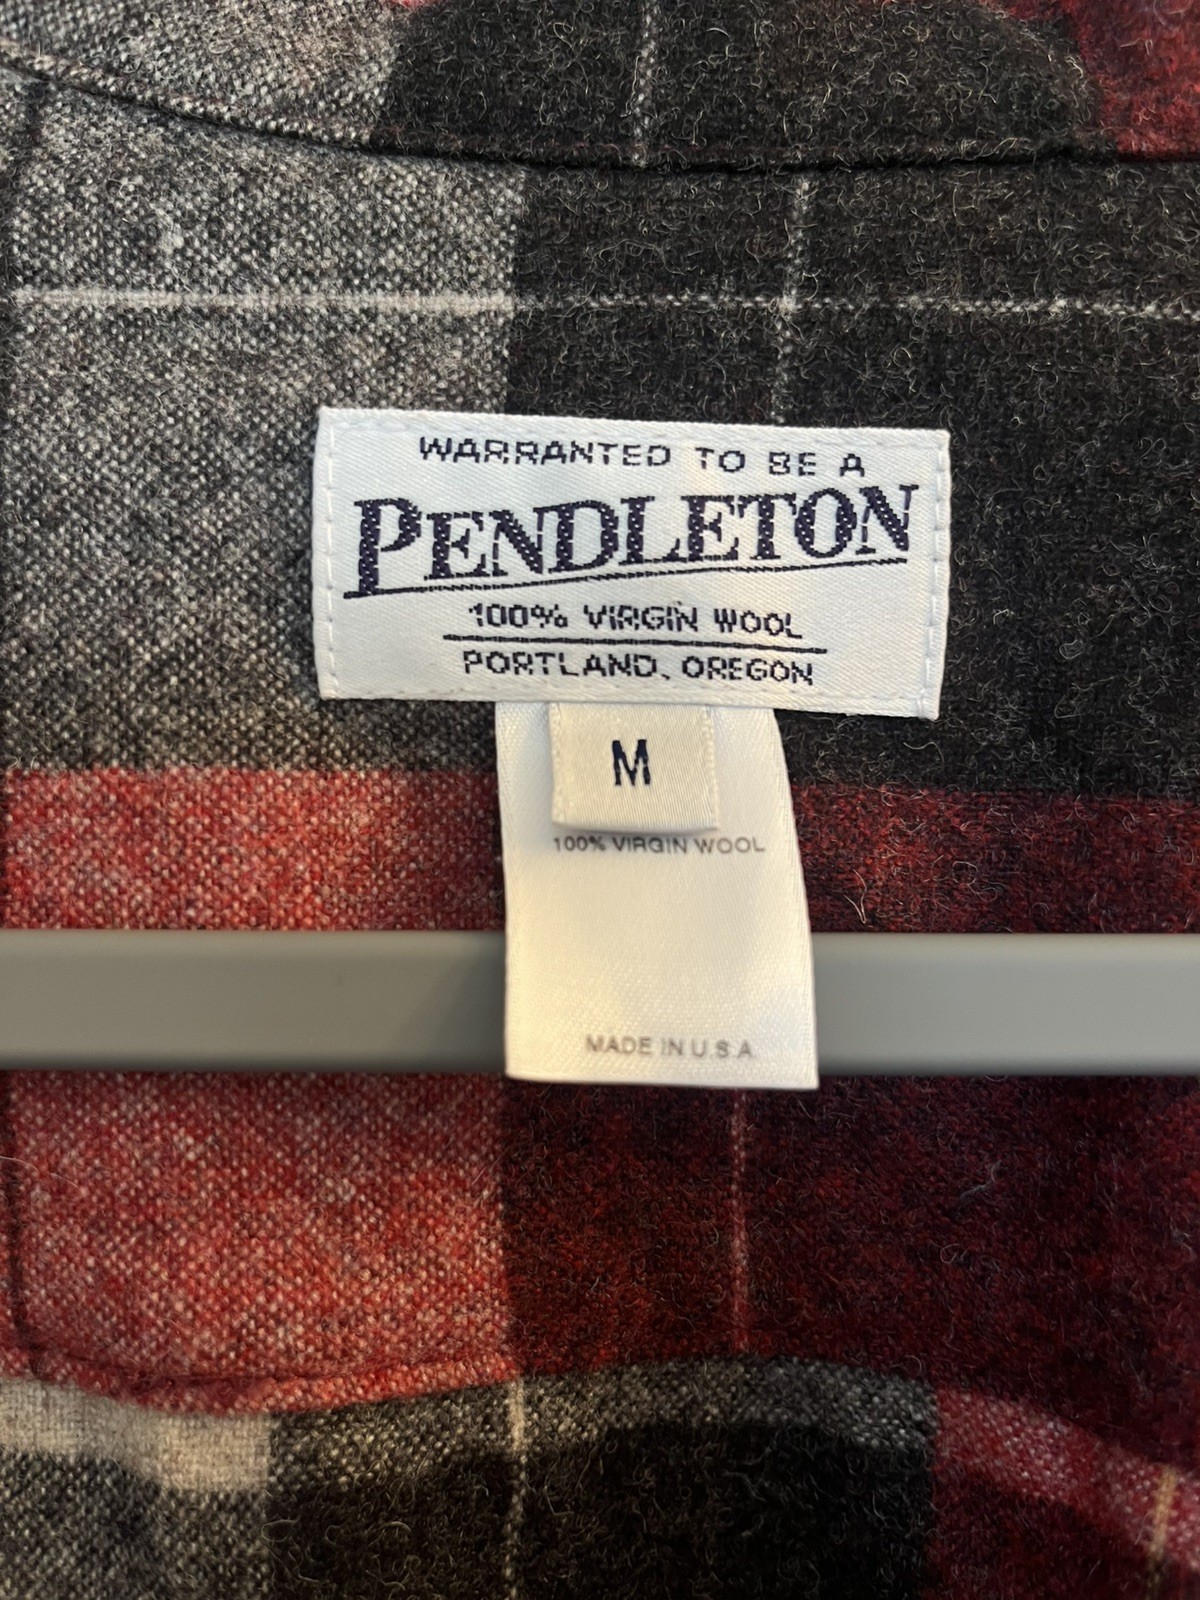 WARRANTED TO BE A
PENDLETON
100% VIRGIN WOOL
PORTLAND, OREGON
M
100% VIRGIN WOOL
MADE IN U.S.A.